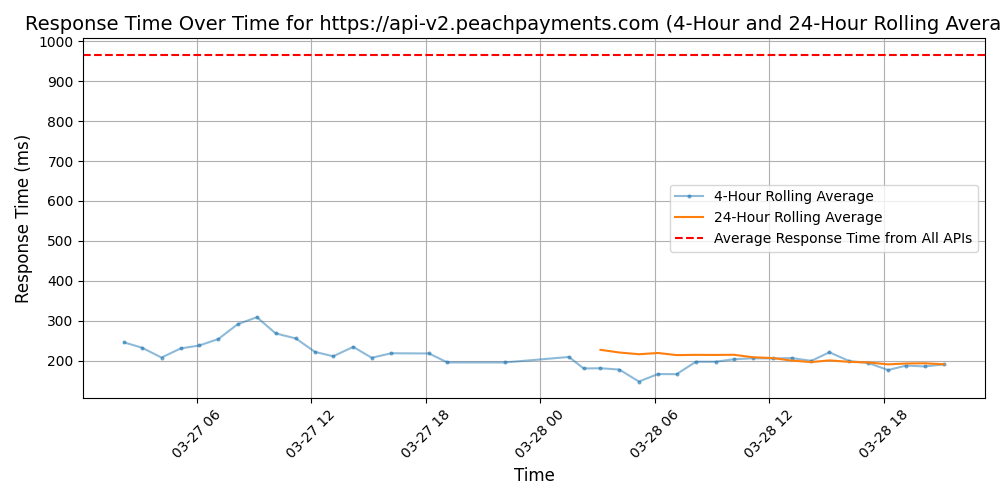 Response Time Over Time for https://api-v2.peachpayments.com (4-Hour and 24-Hour Rolling Avera
Response Time (ms)
1000
900
800
700
600
500
400
300
200
4-Hour Rolling Average
24-Hour Rolling Average
Average Response Time from All APIs
03-27 06
03-27 12
03-27 18
03-28 00
03-28 06
03-28 12
03-28 18
Time